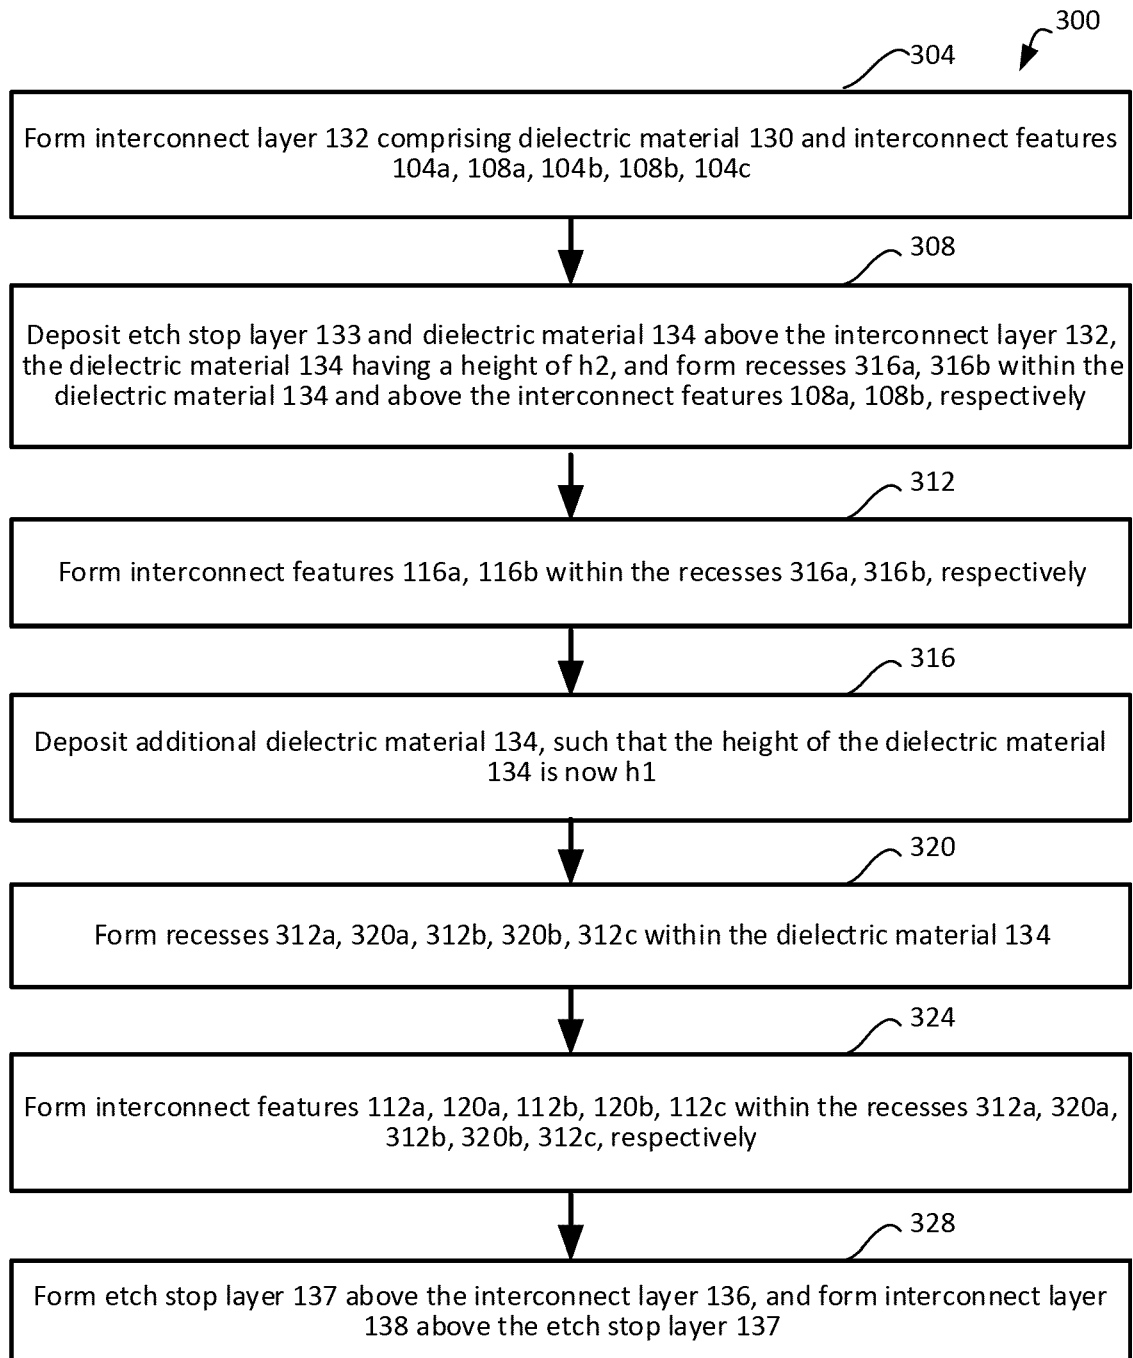 300
304
Form interconnect layer 132 comprising dielectric material 130 and interconnect features
104a, 108a, 104b, 108b, 104c
308
Deposit etch stop layer 133 and dielectric material 134 above the interconnect layer 132,
the dielectric material 134 having a height of h2, and form recesses 316a, 316b within the
dielectric material 134 and above the interconnect features 108a, 108b, respectively
312
Form interconnect features 116a, 116b within the recesses 316a, 316b, respectively
316
Deposit additional dielectric material 134, such that the height of the dielectric material
134 is now h1
320
Form recesses 312a, 320a, 312b, 320b, 312c within the dielectric material 134
324
Form interconnect features 112a, 120a, 112b, 120b, 112c within the recesses 312a, 320a,
312b, 320b, 312c, respectively
328
Form etch stop layer 137 above the interconnect layer 136, and form interconnect layer
138 above the etch stop layer 137